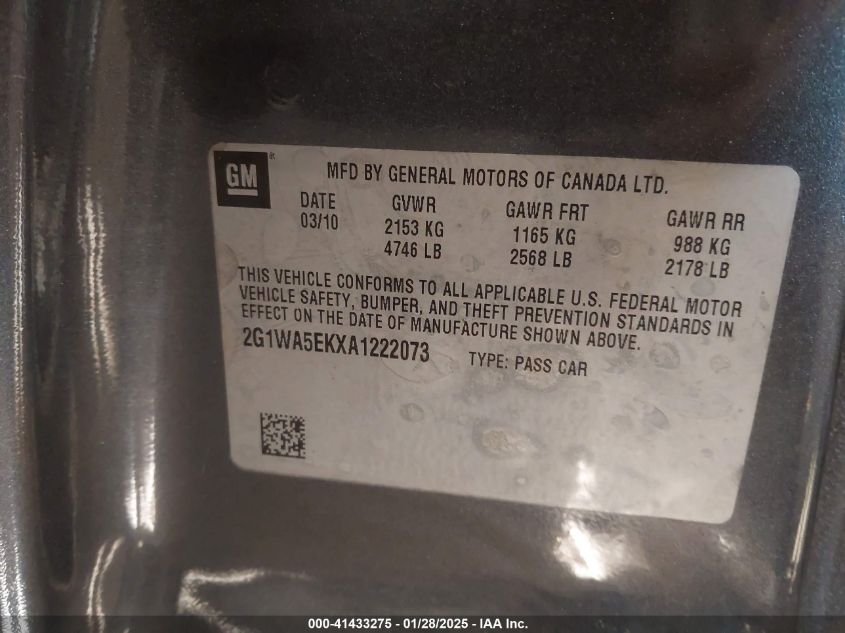 GM
MFD BY GENERAL MOTORS OF CANADA LTD.
DATE GVWR GAWR FRT GAWR RR
03/10 2153 KG 1165 KG 988 KG
4746 LB 2568 LB 2178 LB
THIS VEHICLE CONFORMS TO ALL APPLICABLE U.S. FEDERAL MOTOR
VEHICLE SAFETY, BUMPER, AND THEFT PREVENTION STANDARDS IN
EFFECT ON THE DATE OF MANUFACTURE SHOWN ABOVE.
2G1WA5EKXA1222073 TYPE: PASS CAR
000-41433275 - 01/28/2025 - IAA Inc.